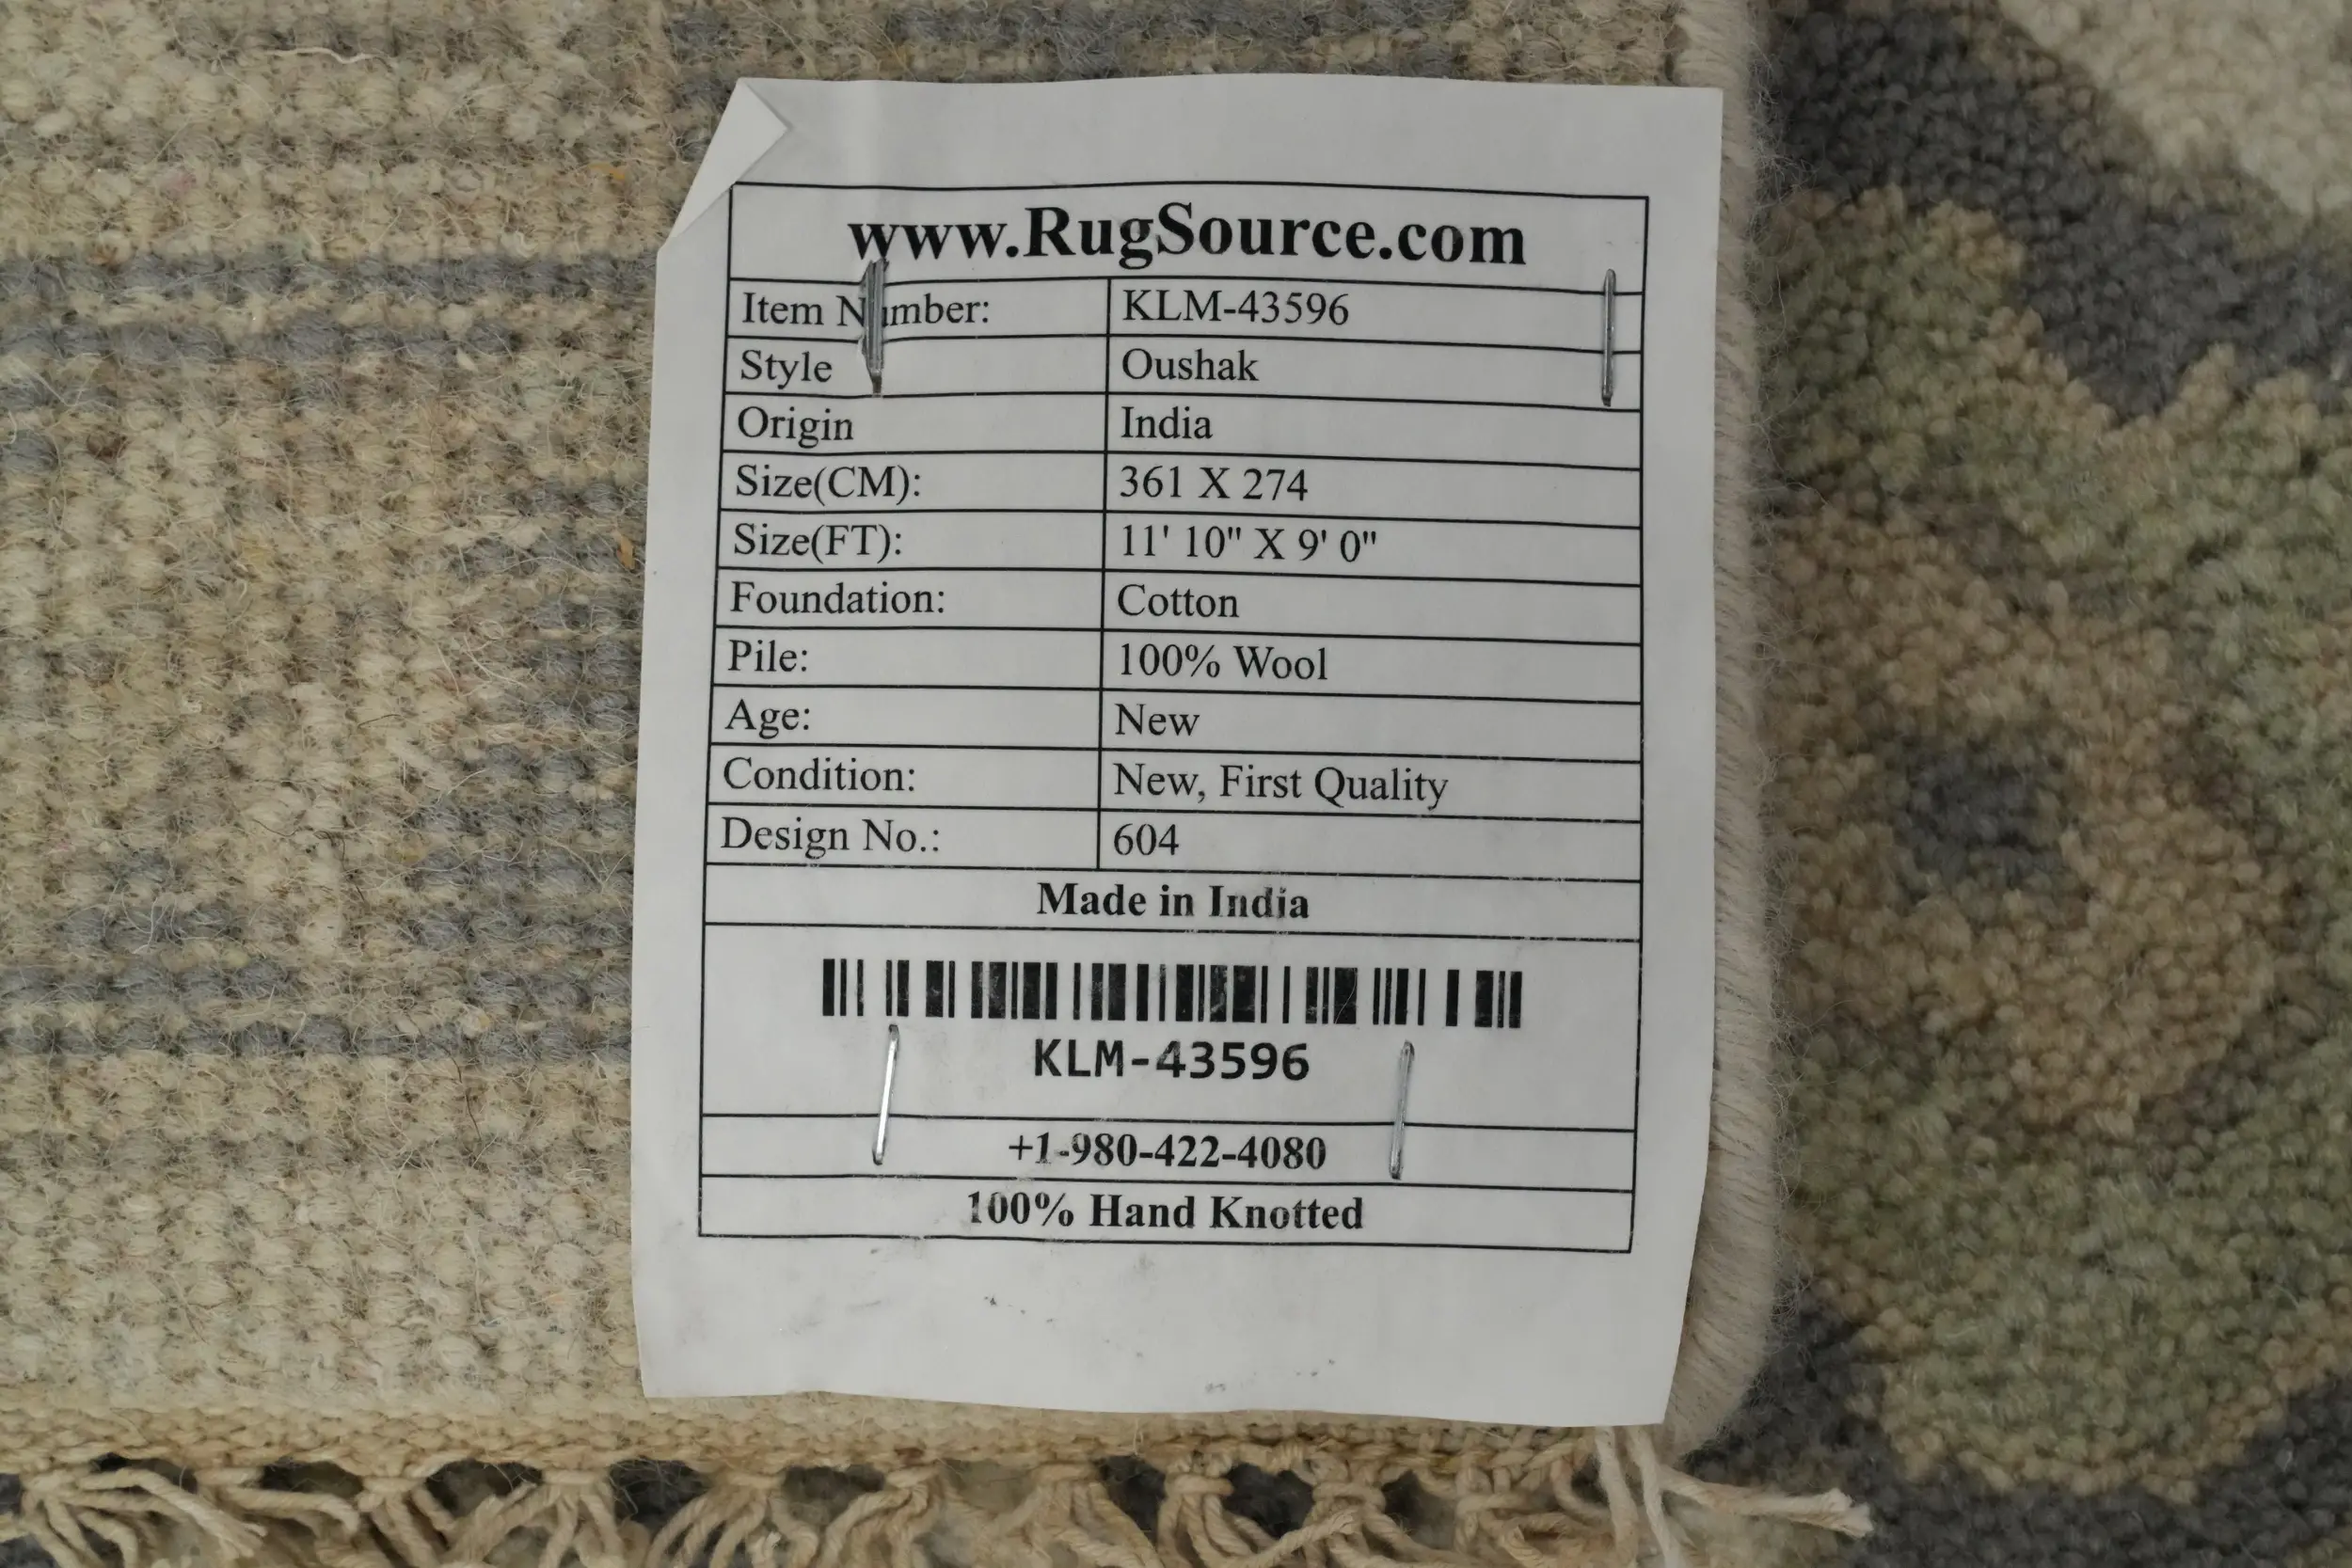 www.RugSource.com
Item Number: KLM-43596
Style Oushak
Origin India
Size(CM): 361 X 274
Size(FT): 11' 10" X 9' 0"
Foundation: Cotton
Pile: 100% Wool
Age: New
Condition: New, First Quality
Design No.: 604
Made in India
KLM-43596
+1-980-422-4080
100% Hand Knotted